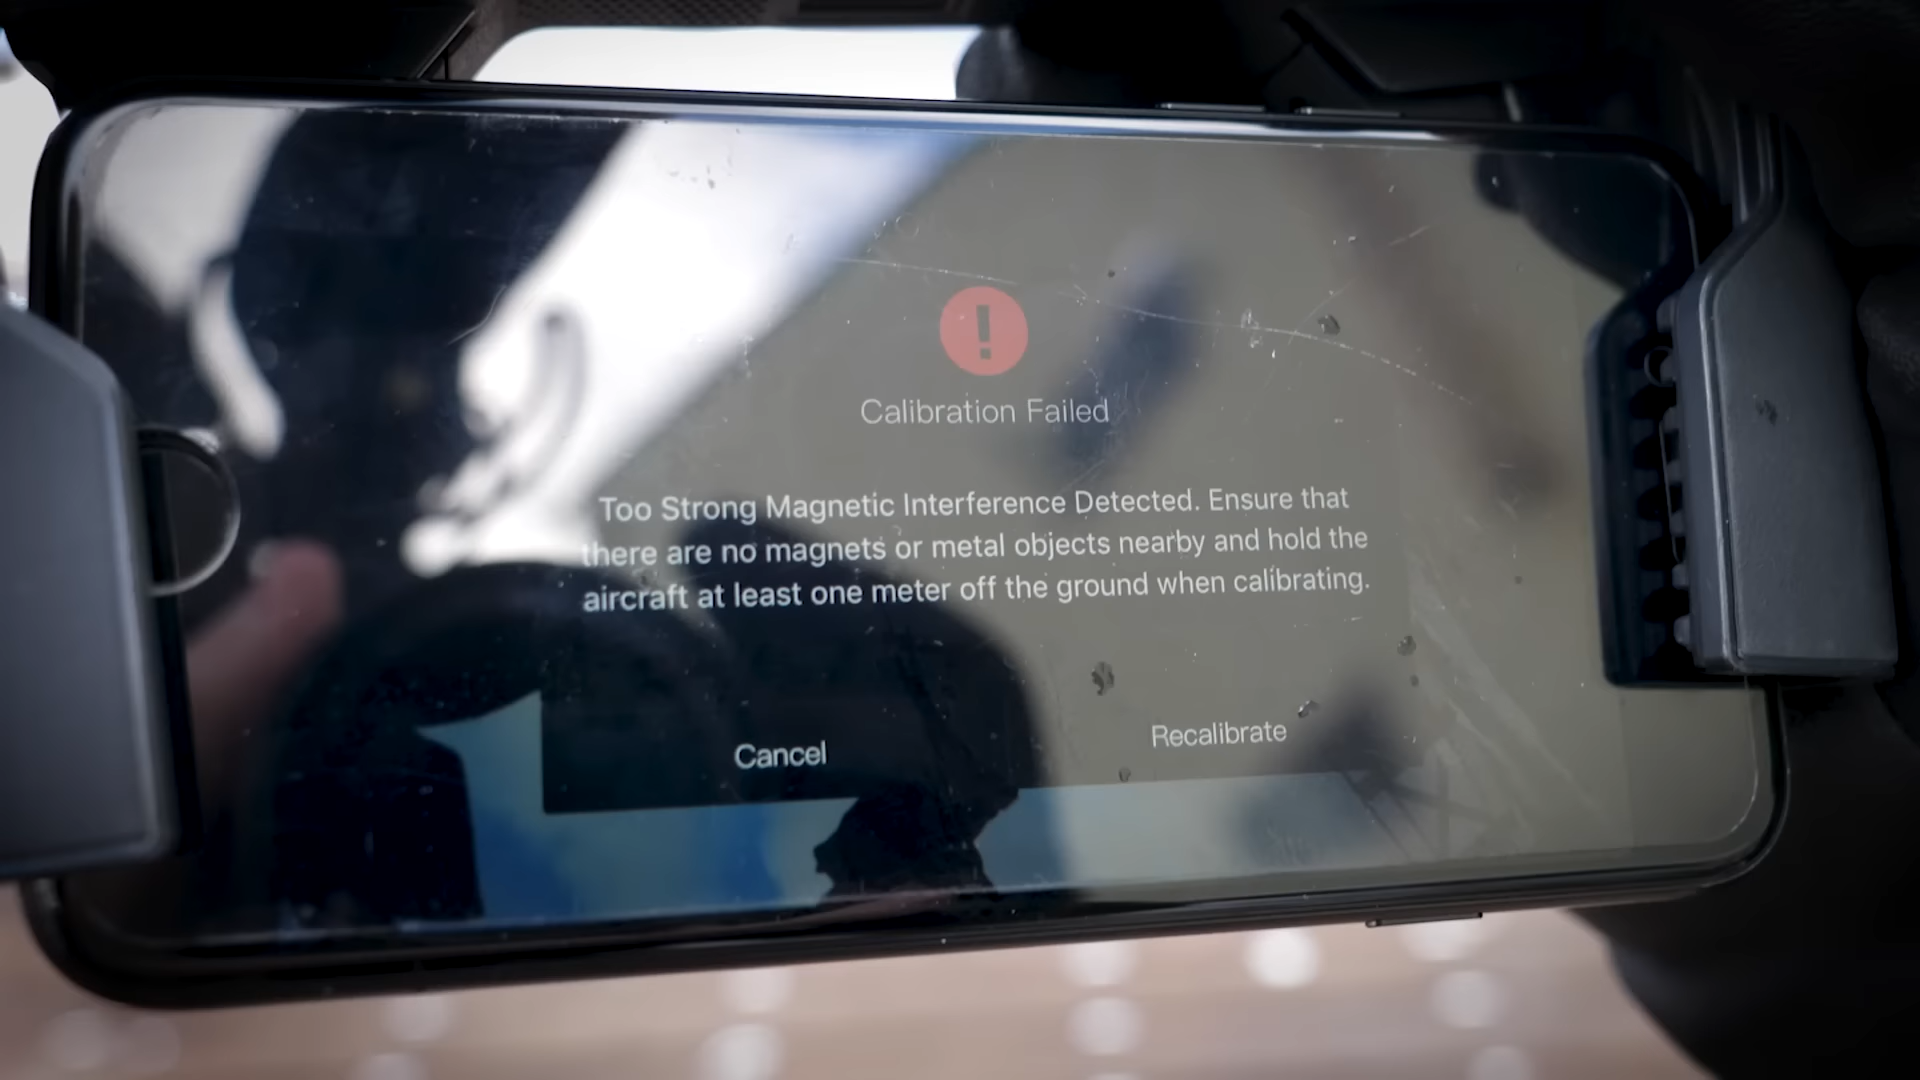 !
Calibration Failed
Too Strong Magnetic Interference Detected. Ensure that
there are no magnets or metal objects nearby and hold the
aircraft at least one meter off the ground when calibrating.
Cancel
Recalibrate